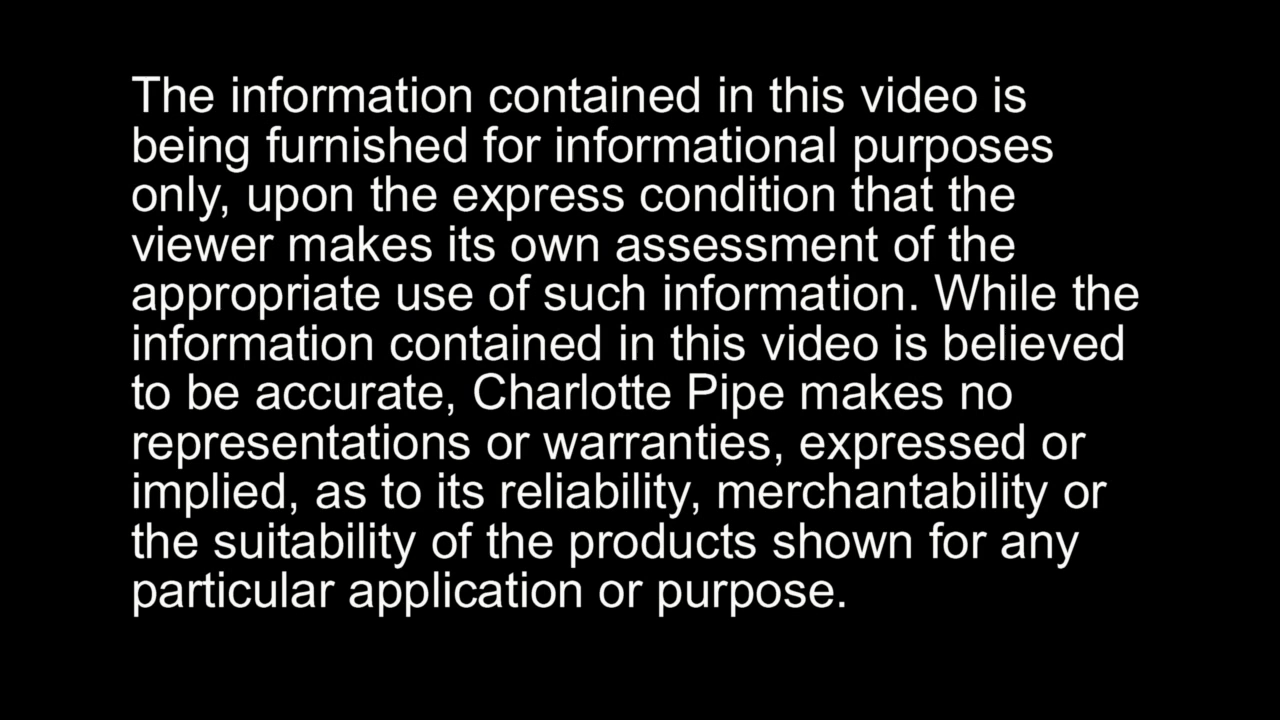 The information contained in this video is
being furnished for informational purposes
only, upon the express condition that the
viewer makes its own assessment of the
appropriate use of such information. While the
information contained in this video is believed
to be accurate, Charlotte Pipe makes no
representations or warranties, expressed or
implied, as to its reliability, merchantability or
the suitability of the products shown for any
particular application or purpose.